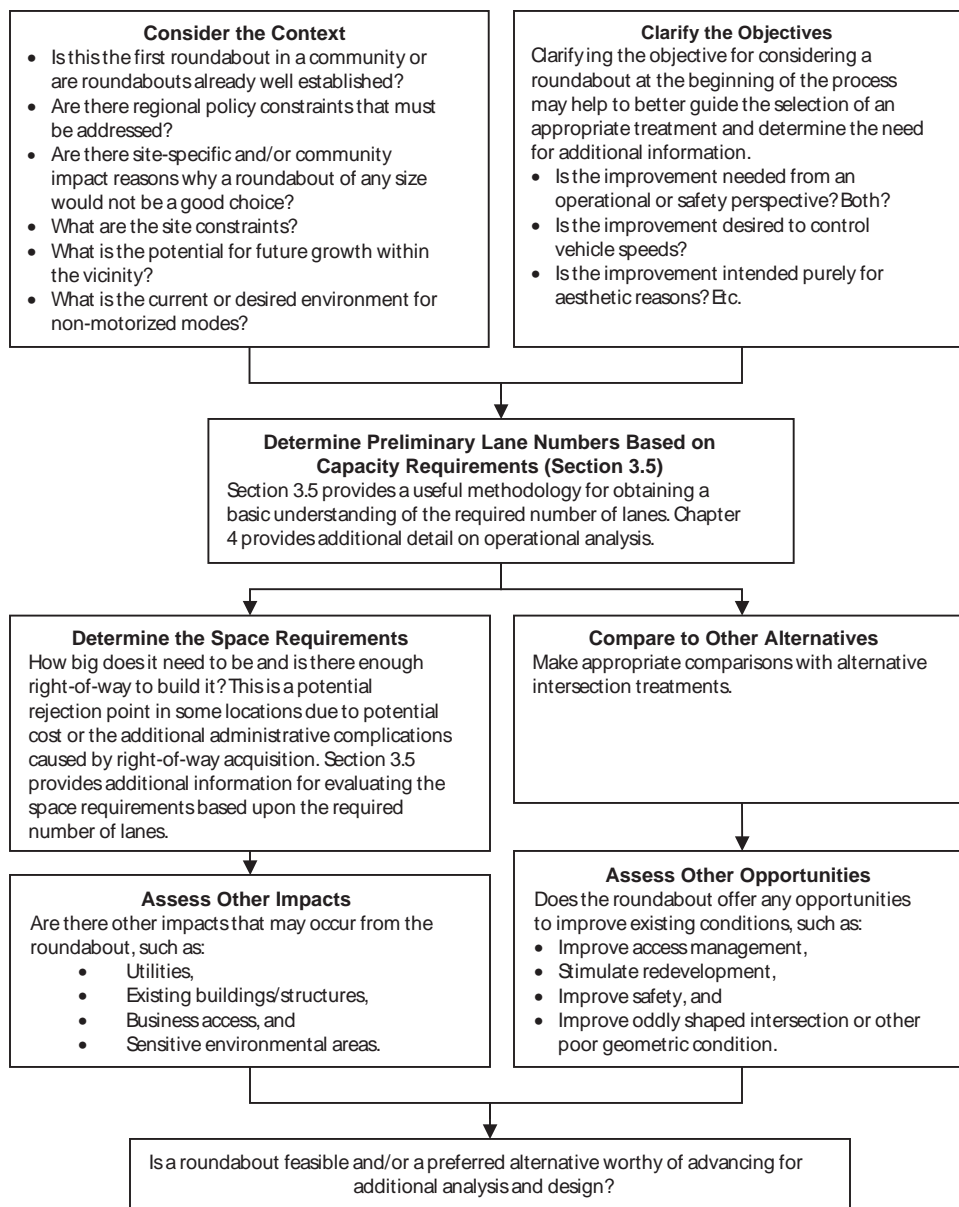 Consider the Context
• Is this the first roundabout in a community or
are roundabouts already well established?
• Are there regional policy constraints that must
be addressed?
• Are there site-specific and/or community
impact reasons why a roundabout of any size
would not be a good choice?
• What are the site constraints?
• What is the potential for future growth within
the vicinity?
• What is the current or desired environment for
non-motorized modes?
Clarify the Objectives
Clarifying the objective for considering a
roundabout at the beginning of the process
may help to better guide the selection of an
appropriate treatment and determine the need
for additional information.
• Is the improvement needed from an
operational or safety perspective? Both?
• Is the improvement desired to control
vehicle speeds?
• Is the improvement intended purely for
aesthetic reasons? Etc.
Determine Preliminary Lane Numbers Based on
Capacity Requirements (Section 3.5)
Section 3.5 provides a useful methodology for obtaining a
basic understanding of the required number of lanes. Chapter
4 provides additional detail on operational analysis.
Determine the Space Requirements
How big does it need to be and is there enough
right-of-way to build it? This is a potential
rejection point in some locations due to potential
cost or the additional administrative complications
caused by right-of-way acquisition. Section 3.5
provides additional information for evaluating the
space requirements based upon the required
number of lanes.
Compare to Other Alternatives
Make appropriate comparisons with alternative
intersection treatments.
Assess Other Impacts
Are there other impacts that may occur from the
roundabout, such as:
• Utilities,
• Existing buildings/structures,
• Business access, and
• Sensitive environmental areas.
Assess Other Opportunities
Does the roundabout offer any opportunities
to improve existing conditions, such as:
• Improve access management,
• Stimulate redevelopment,
• Improve safety, and
• Improve oddly shaped intersection or other
poor geometric condition.
Is a roundabout feasible and/or a preferred alternative worthy of advancing for
additional analysis and design?